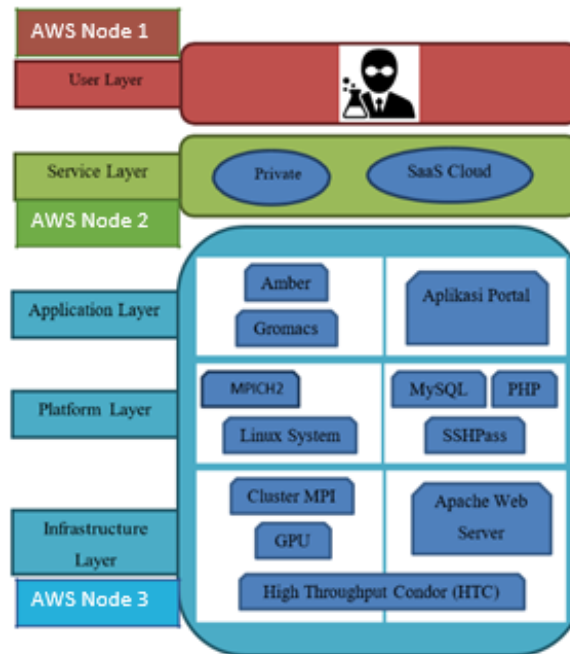 AWS Node 1
User Layer
Service Layer
Private
SaaS Cloud
AWS Node 2
Application Layer
Amber
Gromacs
Aplikasi Portal
Platform Layer
MPICH2
Linux System
MySQL
PHP
SSHPass
Infrastructure
Layer
Cluster MPI
GPU
Apache Web
Server
High Throughput Condor (HTC)
AWS Node 3